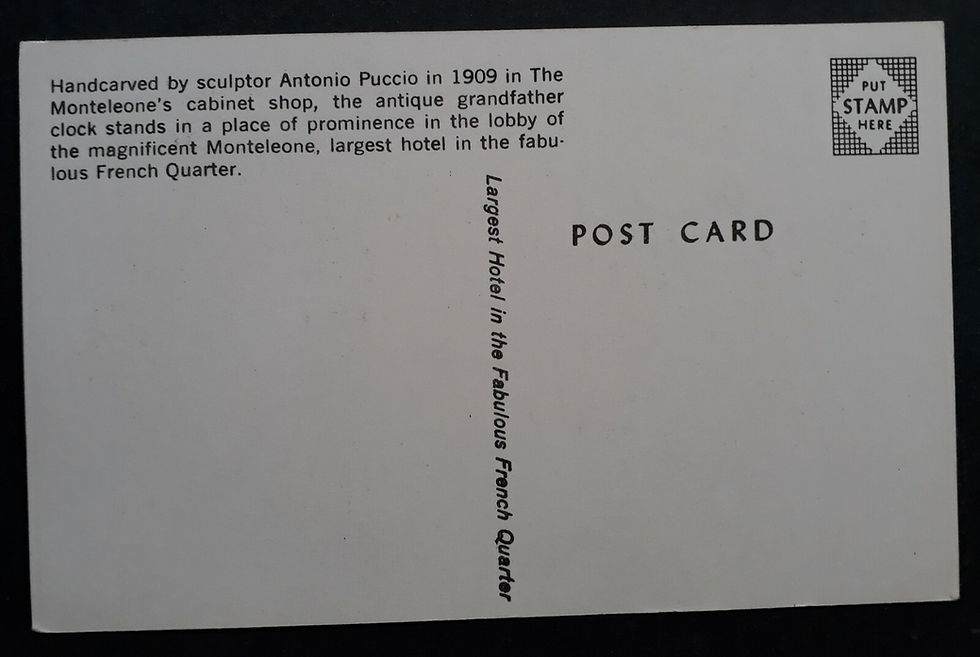 Handcarved by sculptor Antonio Puccio in 1909 in The
Monteleone's cabinet shop, the antique grandfather
clock stands in a place of prominence in the lobby of
the magnificent Monteleone, largest hotel in the fabu-
lous French Quarter.
Largest Hotel in the Fabulous French Quarter
POST CARD
PUT
STAMP
HERE